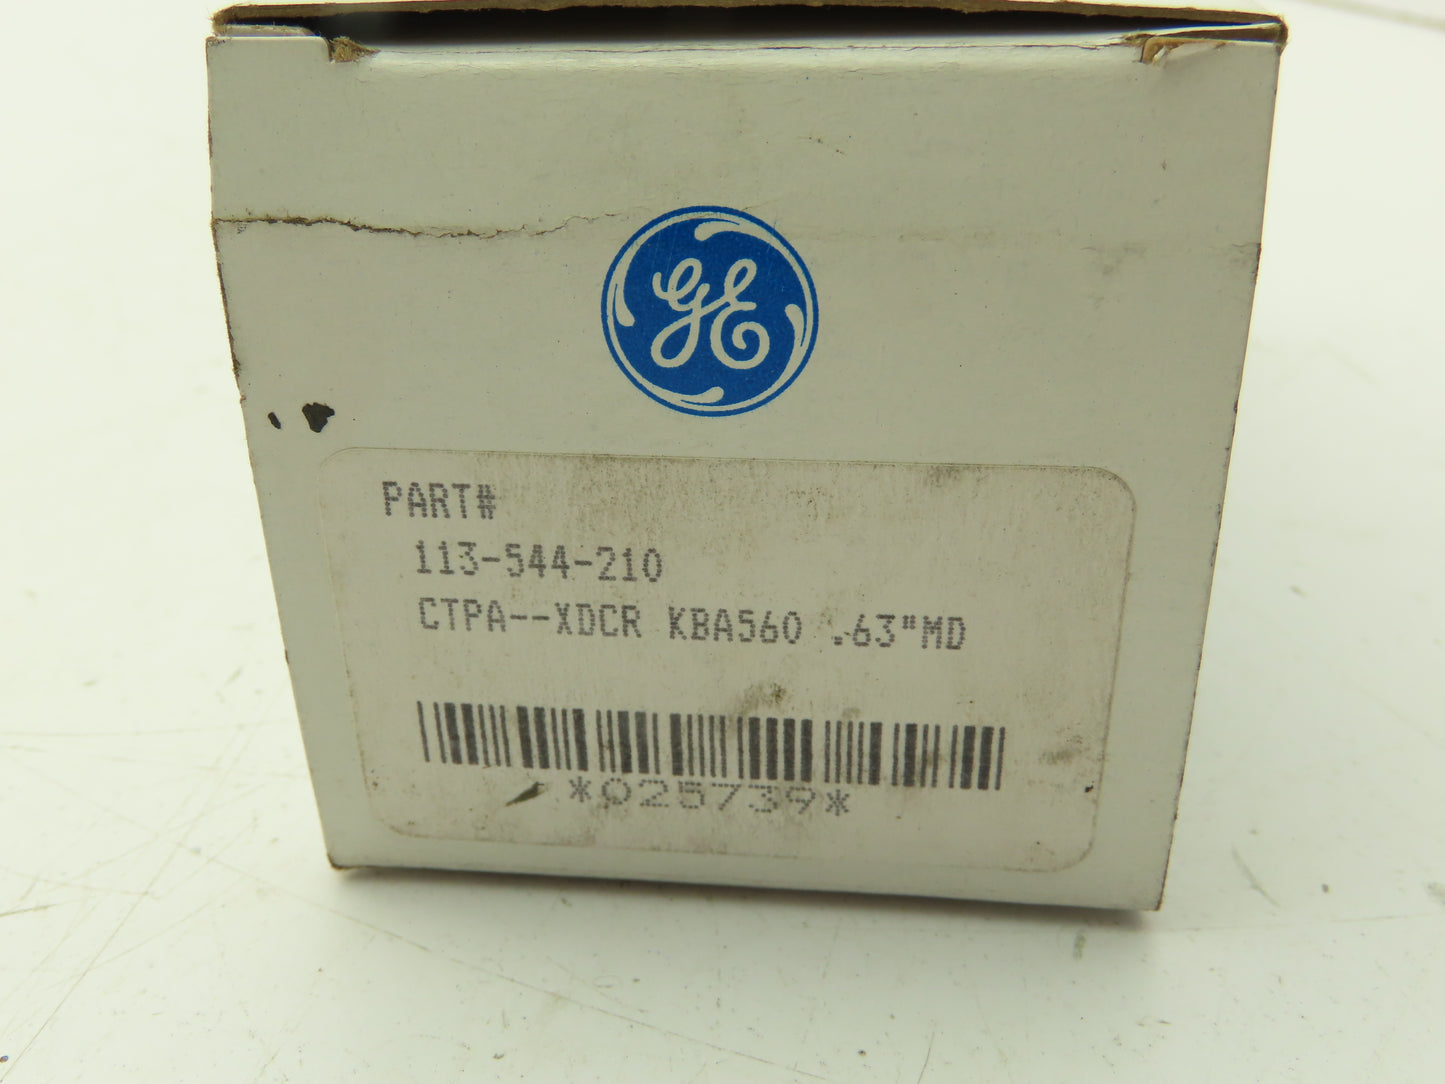 GE
PART#
113-544-210
CTPA--XDCR KBA560 .63"MD
*025739*